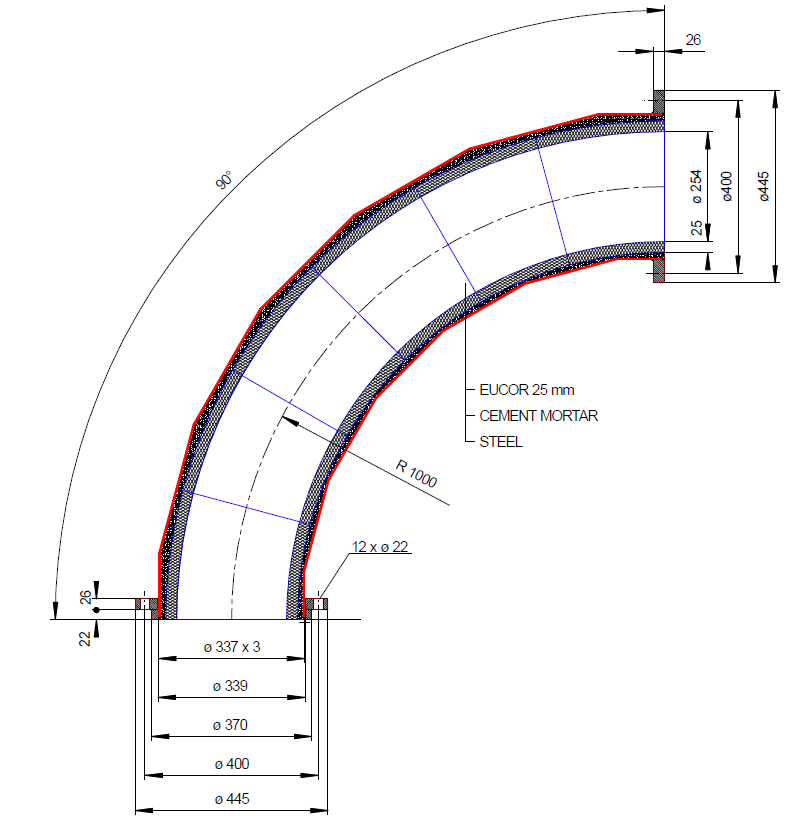 26
90°
ø 254
25
ø400
ø445
EUCOR 25 mm
CEMENT MORTAR
STEEL
R 1000
12 x ø 22
26
22
ø 337 x 3
ø 339
ø 370
ø 400
ø 445